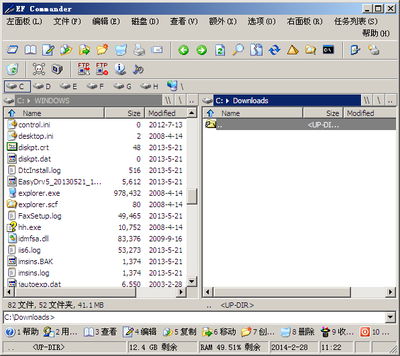 EF Commander
左面板(L) 文件(F) 编辑(E) 磁盘(D) 查看(V) 额外(X) 选项(O) 右面板(R) 任务列表(S)
帮助(H)
FTP FTP
C D E F G H \
C: WINDOWS \\ \ ..
C: Downloads \\ \ ..
Name Size Modified
control.ini 0 2012-7-13
desktop.ini 2 2008-4-14
diskpt.crt 48 2013-5-21
diskpt.dat 0 2013-5-21
DtcInstall.log 516 2013-5-21
EasyDrv5_20130521_1... 5,612 2013-5-21
explorer.exe 978,432 2008-4-14
explorer.scf 80 2008-4-14
FaxSetup.log 49,465 2013-5-21
hh.exe 10,752 2008-4-14
idmfsa.dll 83,376 2009-9-16
iis6.log 53,273 2013-5-21
imsins.BAK 1,374 2013-5-21
imsins.log 1,374 2013-5-21
iautoexp.dat 6,550 2003-2-28
Name Size Modified
.. <UP-DI...
82 文件, 52 文件夹, 41.1 MB
.. <UP-DIR>
C:\Downloads>
1 帮助 2 用... 3 查看 4 编辑 5 复制 6 移动 7 创... 8 删除 9 收... 10 ...
.. <UP-DIR> 12.4 GB 剩余 RAM 49.51% 剩余 2014-2-28 11:22